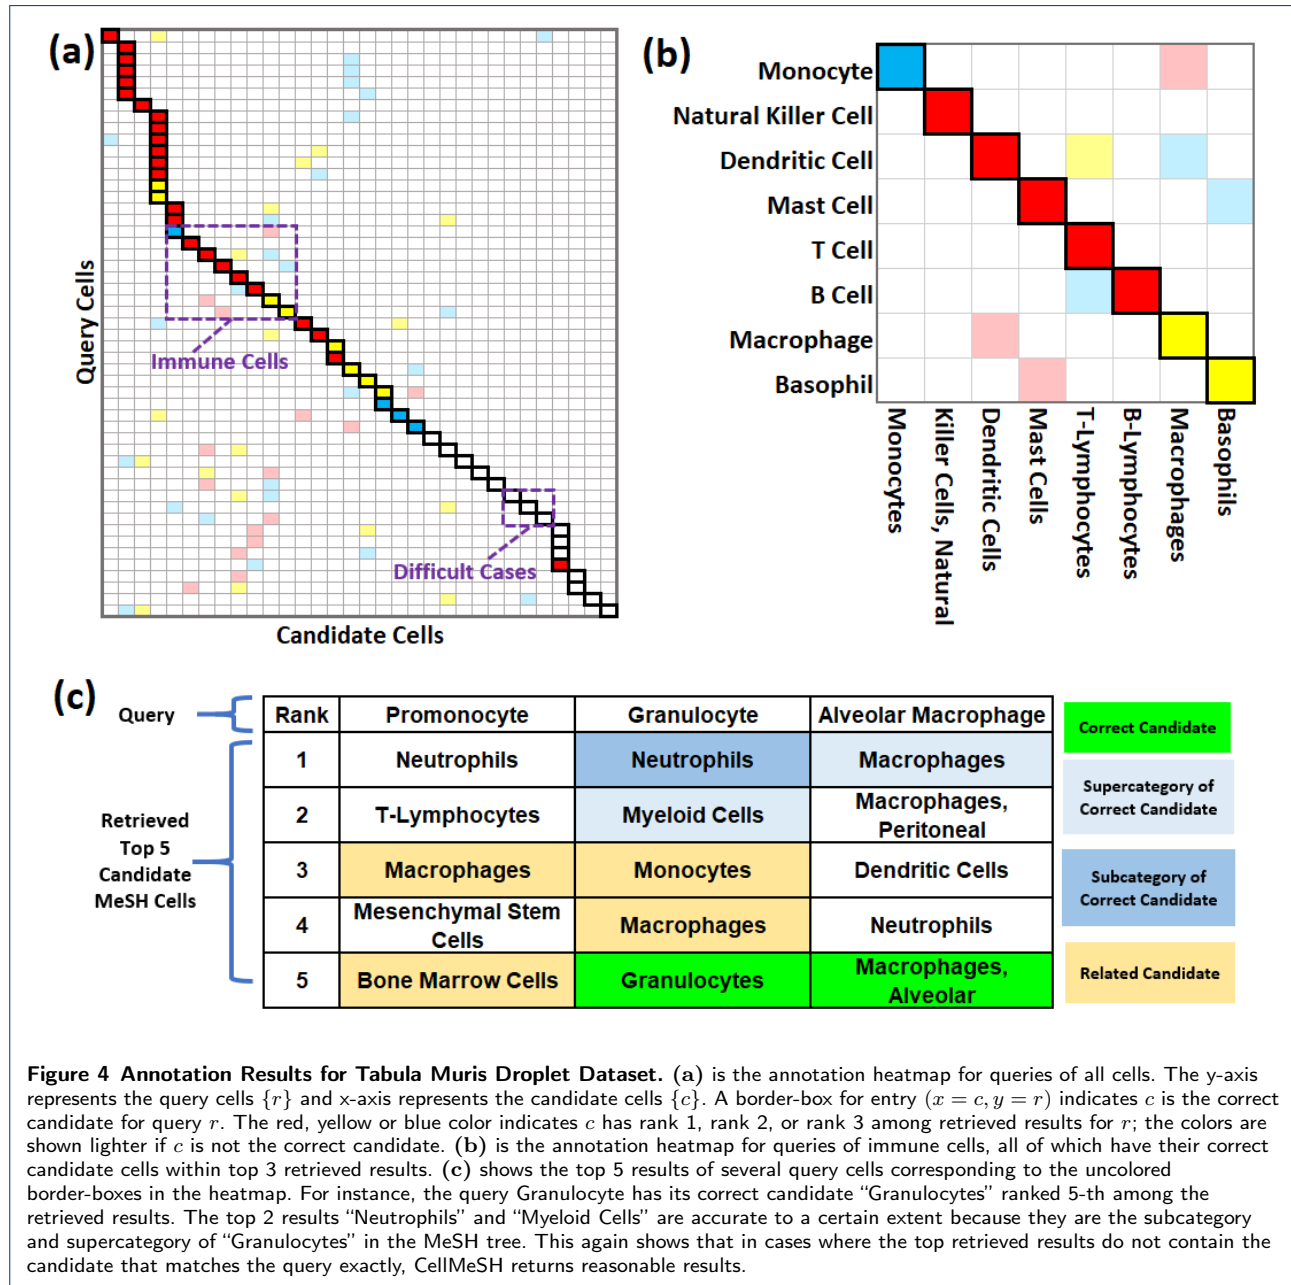 (a)
Query Cells
Immune Cells
Difficult Cases
Candidate Cells
(b)
Monocyte
Natural Killer Cell
Dendritic Cell
Mast Cell
T Cell
B Cell
Macrophage
Basophil
Monocytes
Killer Cells, Natural
Dendritic Cells
Mast Cells
T-Lymphocytes
B-Lymphocytes
Macrophages
Basophils
(c)
Query
Retrieved
Top 5
Candidate
MeSH Cells
Rank Promonocyte Granulocyte Alveolar Macrophage
1 Neutrophils Neutrophils Macrophages
2 T-Lymphocytes Myeloid Cells Macrophages, Peritoneal
3 Macrophages Monocytes Dendritic Cells
4 Mesenchymal Stem Cells Macrophages Neutrophils
5 Bone Marrow Cells Granulocytes Macrophages, Alveolar
Correct Candidate
Supercategory of
Correct Candidate
Subcategory of
Correct Candidate
Related Candidate
Figure 4 Annotation Results for Tabula Muris Droplet Dataset. (a) is the annotation heatmap for queries of all cells. The y-axis
represents the query cells {r} and x-axis represents the candidate cells {c}. A border-box for entry (x = c, y = r) indicates c is the correct
candidate for query r. The red, yellow or blue color indicates c has rank 1, rank 2, or rank 3 among retrieved results for r; the colors are
shown lighter if c is not the correct candidate. (b) is the annotation heatmap for queries of immune cells, all of which have their correct
candidate cells within top 3 retrieved results. (c) shows the top 5 results of several query cells corresponding to the uncolored
border-boxes in the heatmap. For instance, the query Granulocyte has its correct candidate “Granulocytes” ranked 5-th among the
retrieved results. The top 2 results “Neutrophils” and “Myeloid Cells” are accurate to a certain extent because they are the subcategory
and supercategory of “Granulocytes” in the MeSH tree. This again shows that in cases where the top retrieved results do not contain the
candidate that matches the query exactly, CellMeSH returns reasonable results.